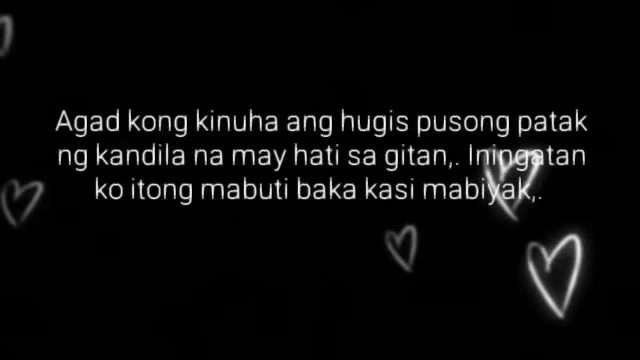 Agad kong kinuha ang hugis pusong patak
ng kandila na may hati sa gitan,. Iningatan
ko itong mabuti baka kasi mabiyak,.